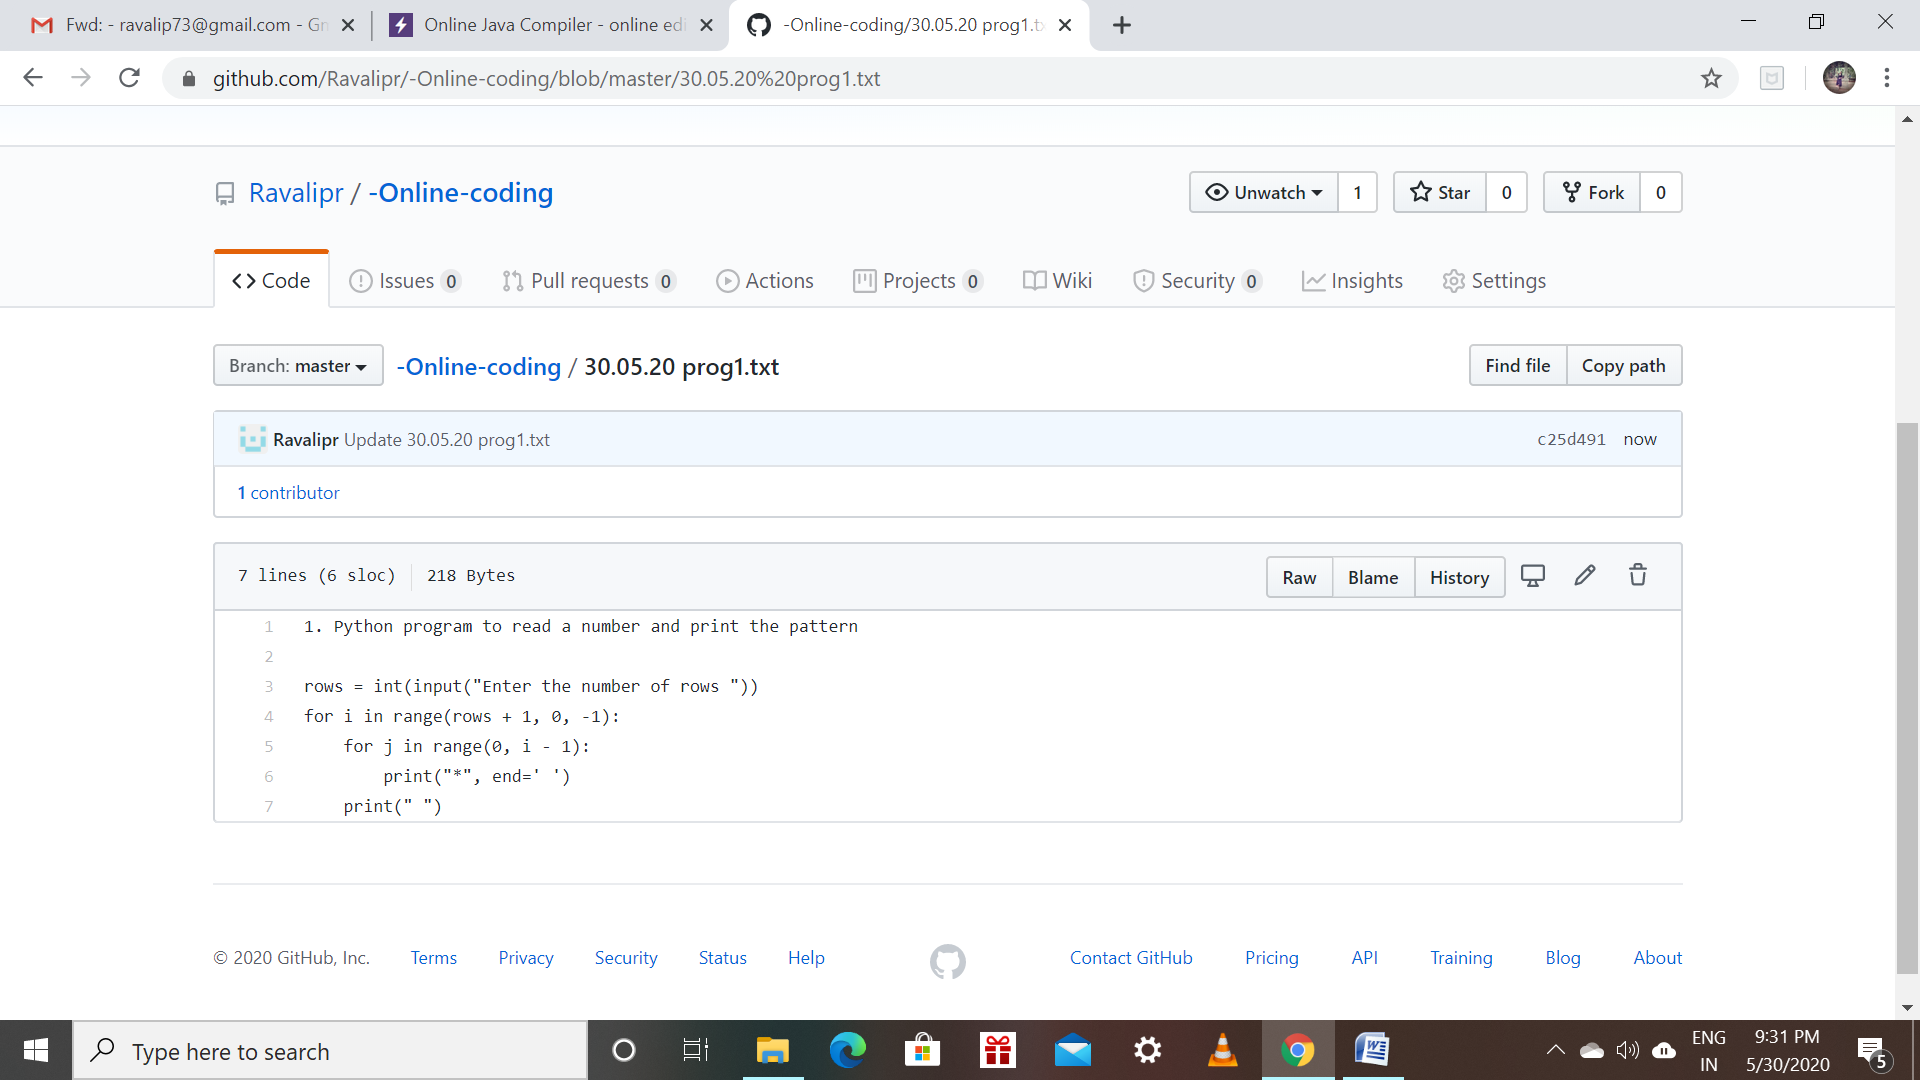 Fwd: - ravalip73@gmail.com - Gm
Online Java Compiler - online edi
-Online-coding/30.05.20 prog1.tx
github.com/Ravalipr/-Online-coding/blob/master/30.05.20%20prog1.txt
Ravalipr / -Online-coding
Unwatch 1
Star 0
Fork 0
Code
Issues 0
Pull requests 0
Actions
Projects 0
Wiki
Security 0
Insights
Settings
Branch: master
-Online-coding / 30.05.20 prog1.txt
Find file
Copy path
Ravalipr Update 30.05.20 prog1.txt
c25d491 now
1 contributor
7 lines (6 sloc) 218 Bytes
Raw
Blame
History
1 1. Python program to read a number and print the pattern
2
3 rows = int(input("Enter the number of rows "))
4 for i in range(rows + 1, 0, -1):
5     for j in range(0, i - 1):
6         print("*", end=' ')
7     print(" ")
© 2020 GitHub, Inc.
Terms
Privacy
Security
Status
Help
Contact GitHub
Pricing
API
Training
Blog
About
Type here to search
ENG
IN
9:31 PM
5/30/2020
5